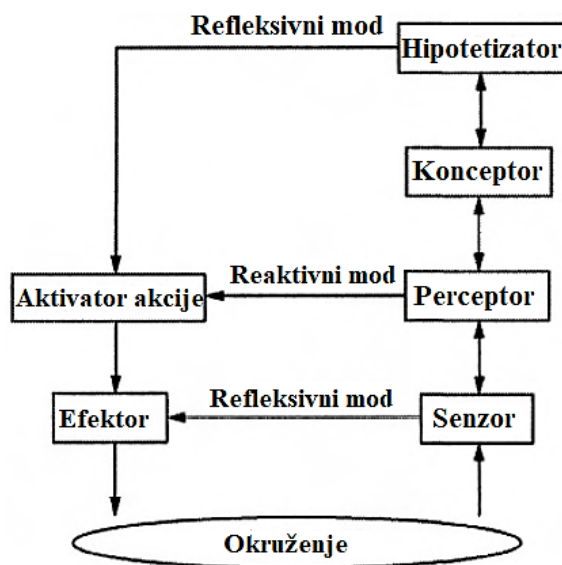 Refleksivni mod
Hipotetizator
Konceptor
Reaktivni mod
Aktivator akcije
Perceptor
Refleksivni mod
Efektor
Senzor
Okruženje